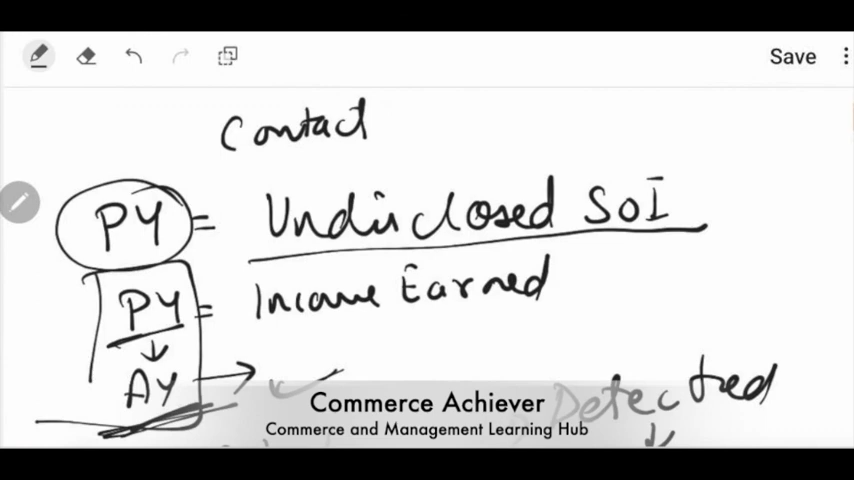 Save
Contact
PY = Undisclosed SOI
PY = Income Earned
↓
AY → ✓
Detected
↓
Commerce Achiever
Commerce and Management Learning Hub